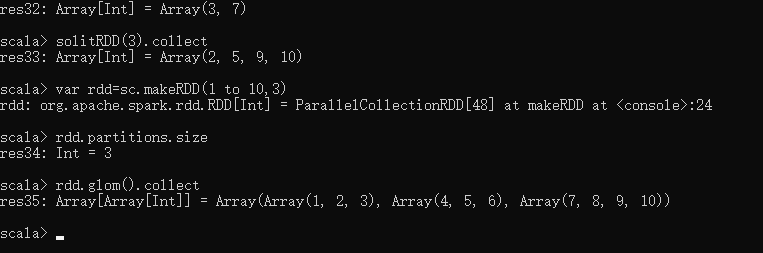 res32: Array[Int] = Array(3, 7)
scala> solitRDD(3).collect
res33: Array[Int] = Array(2, 5, 9, 10)
scala> var rdd=sc.makeRDD(1 to 10,3)
rdd: org.apache.spark.rdd.RDD[Int] = ParallelCollectionRDD[48] at makeRDD at <console>:24
scala> rdd.partitions.size
res34: Int = 3
scala> rdd.glom().collect
res35: Array[Array[Int]] = Array(Array(1, 2, 3), Array(4, 5, 6), Array(7, 8, 9, 10))
scala>